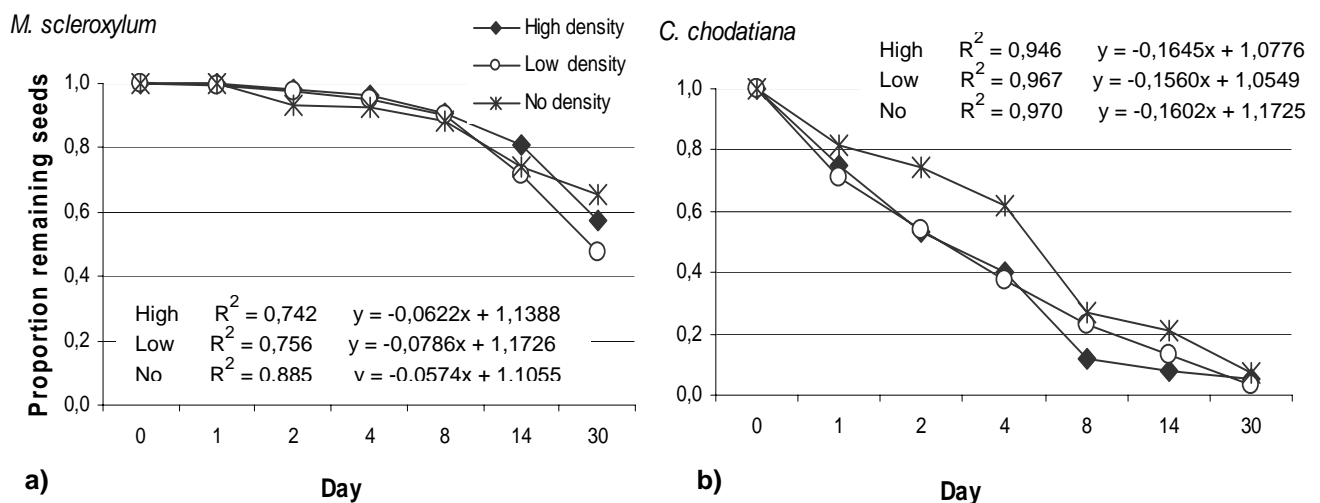 M. scleroxylum
High density
Low density
No density
Proportion remaining seeds
1,0
0,8
0,6
0,4
0,2
0,0
High R2 = 0,742 y = -0,0622x + 1,1388
Low R2 = 0,756 y = -0,0786x + 1,1726
No R2 = 0,885 y = -0,0574x + 1,1055
0 1 2 4 8 14 30
a) Day
C. chodatiana
High R2 = 0,946 y = -0,1645x + 1,0776
Low R2 = 0,967 y = -0,1560x + 1,0549
No R2 = 0,970 y = -0,1602x + 1,1725
1,0
0,8
0,6
0,4
0,2
0,0
0 1 2 4 8 14 30
b) Day